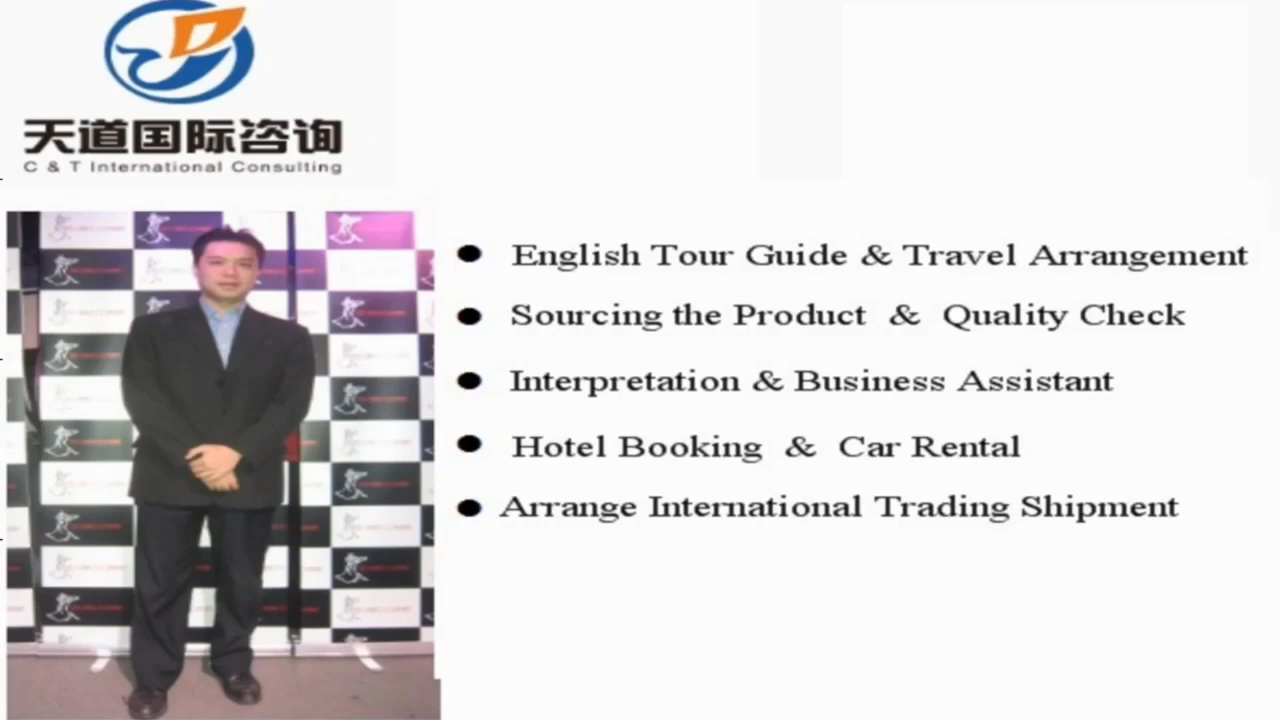 天道国际咨询
C & T International Consulting
● English Tour Guide & Travel Arrangement
● Sourcing the Product & Quality Check
● Interpretation & Business Assistant
● Hotel Booking & Car Rental
● Arrange International Trading Shipment